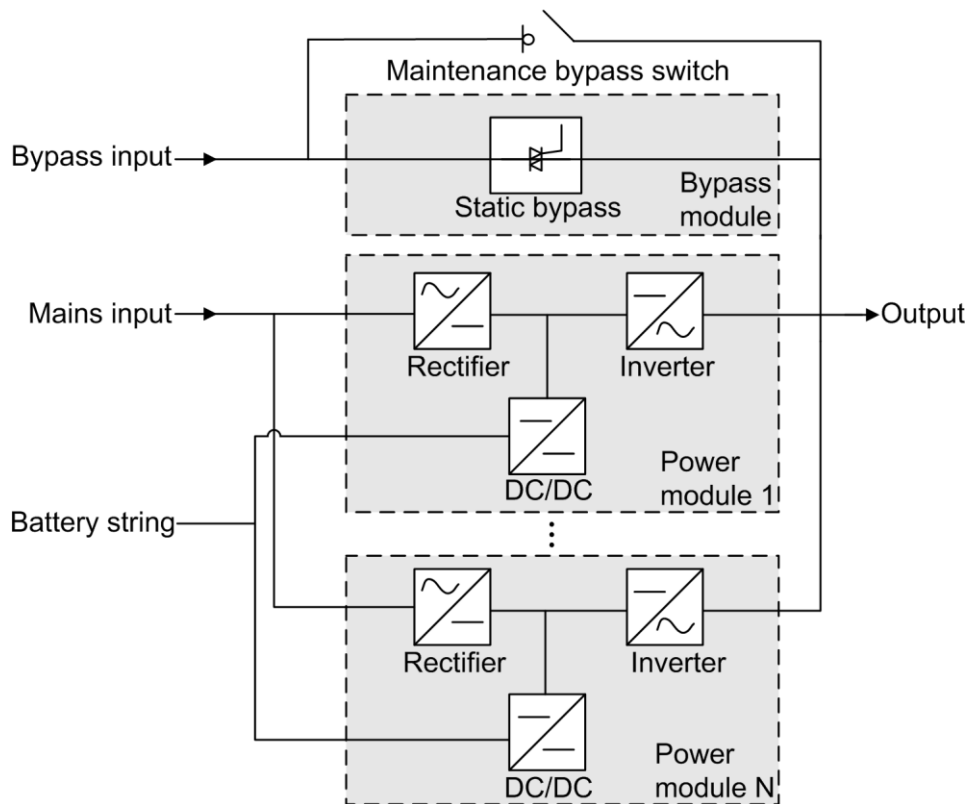 Maintenance bypass switch
Bypass input
Static bypass
Bypass
module
Mains input
Rectifier
Inverter
Output
DC/DC
Power
module 1
Battery string
Rectifier
Inverter
DC/DC
Power
module N